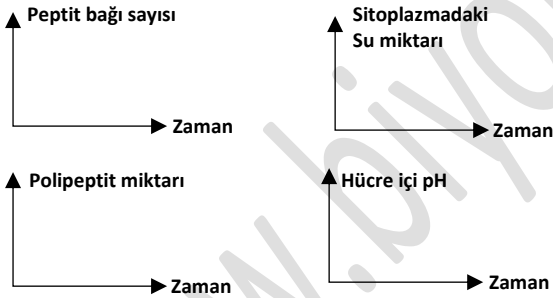 Peptit bağı sayısı
Zaman
Sitoplazmadaki
Su miktarı
Zaman
Polipeptit miktarı
Zaman
Hücre içi pH
Zaman